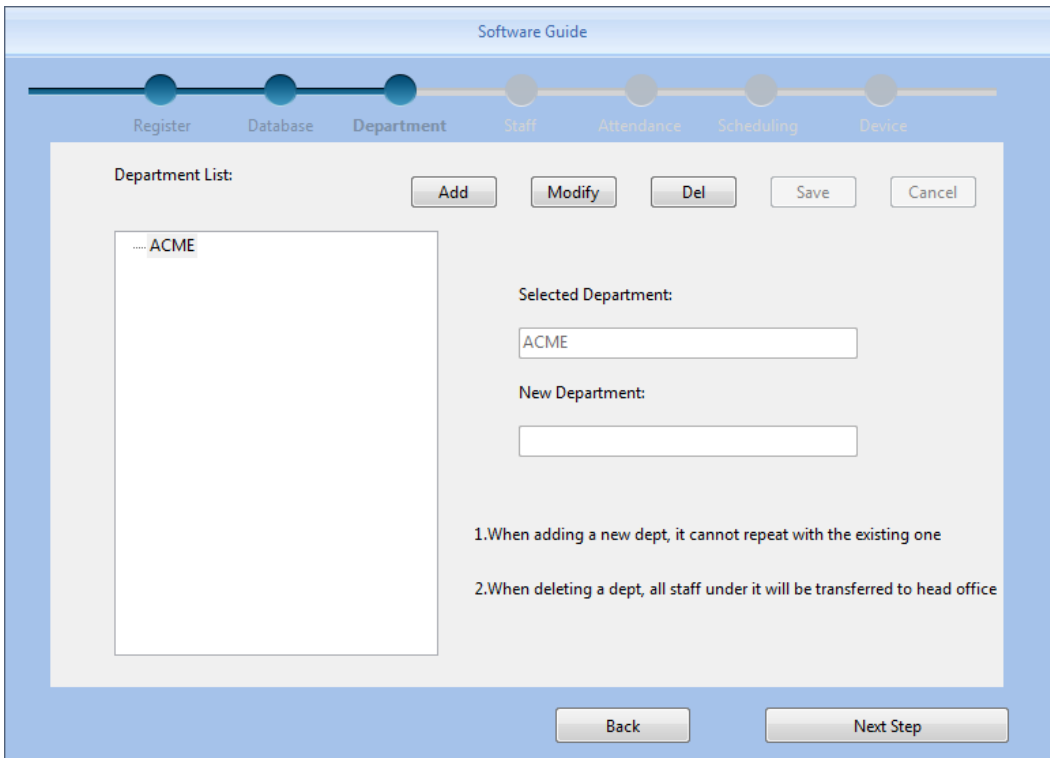 Software Guide
Register Database Department Staff Attendance Scheduling Device
Department List:
Add Modify Del Save Cancel
ACME
Selected Department:
ACME
New Department:
1.When adding a new dept, it cannot repeat with the existing one
2.When deleting a dept, all staff under it will be transferred to head office
Back Next Step